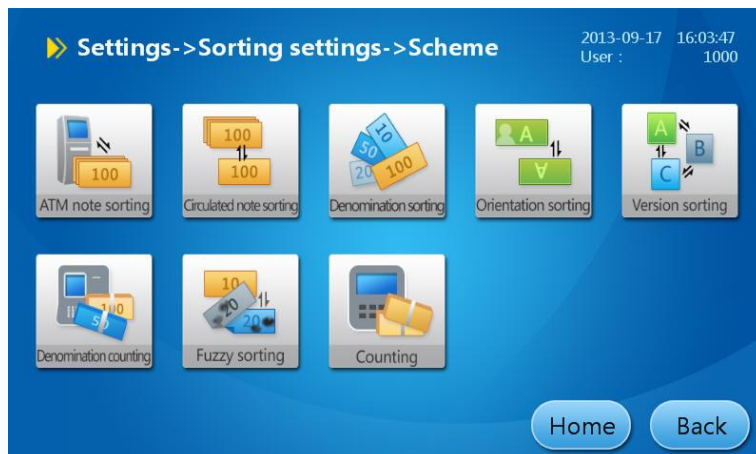 Settings->Sorting settings->Scheme
2013-09-17 16:03:47
User : 1000
100
ATM note sorting
100
100
Circulated note sorting
10
50
20
100
Denomination sorting
A
A
Orientation sorting
A
B
C
Version sorting
100
50
Denomination counting
10
20
20
Fuzzy sorting
Counting
Home
Back